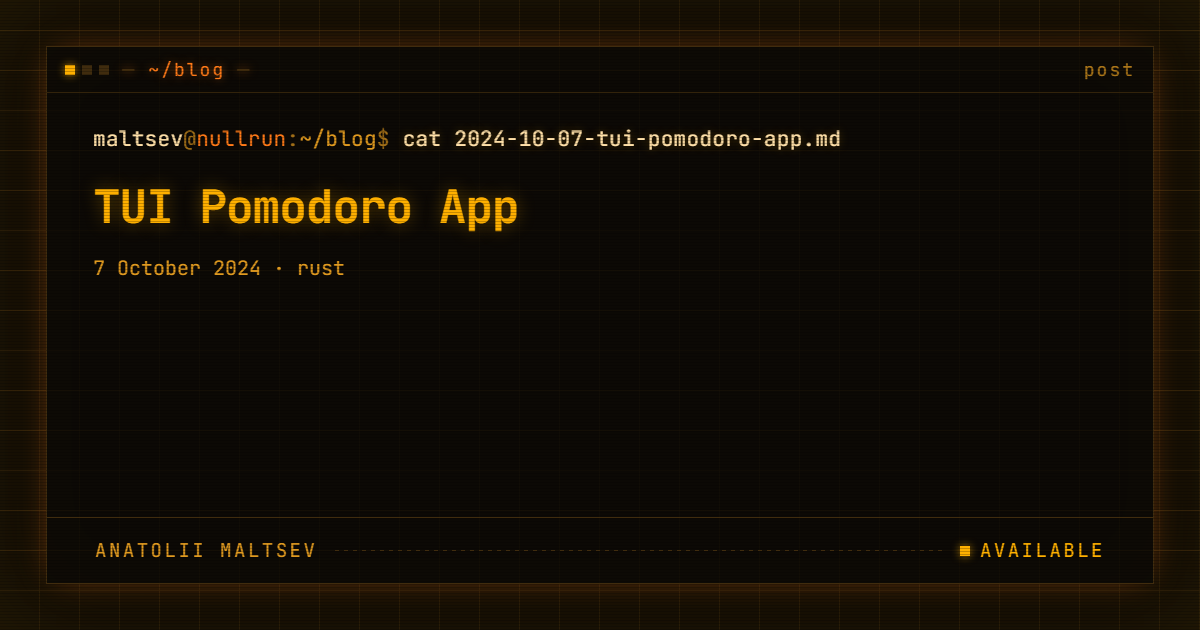 — ~/blog —
post
maltsev@nullrun:~/blog$ cat 2024-10-07-tui-pomodoro-app.md
TUI Pomodoro App
7 October 2024 · rust
ANATOLII MALTSEV
AVAILABLE